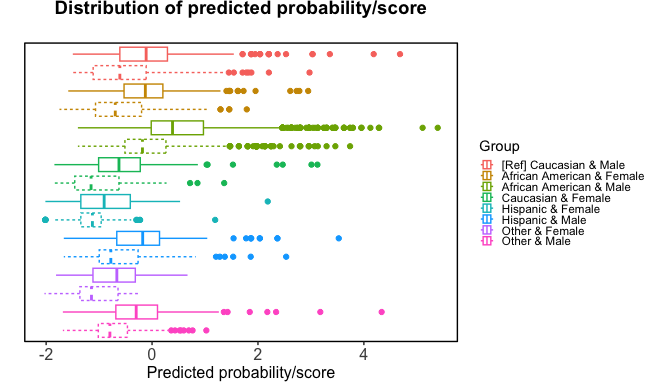 Distribution of predicted probability/score
Group
[Ref] Caucasian & Male
African American & Female
African American & Male
Caucasian & Female
Hispanic & Female
Hispanic & Male
Other & Female
Other & Male
-2 0 2 4
Predicted probability/score